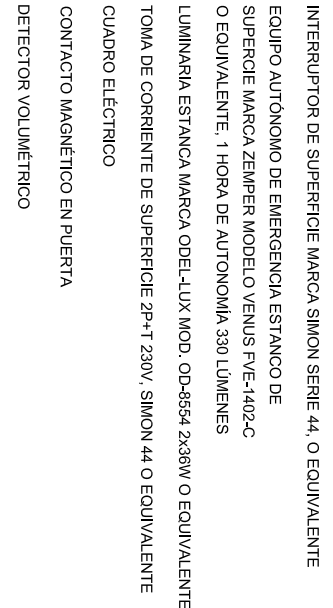 INTERRUPTOR DE SUPERFICIE MARCA SIMON SERIE 44, O EQUIVALENTE
EQUIPO AUTÓNOMO DE EMERGENCIA ESTANCO DE
SUPERCIE MARCA ZEMPER MODELO VENUS FVE-1402-C
O EQUIVALENTE, 1 HORA DE AUTONOMÍA 330 LÚMENES
LUMINARIA ESTANCA MARCA ODEL-LUX MOD. OD-8554 2x36W O EQUIVALENTE
TOMA DE CORRIENTE DE SUPERFICIE 2P+T 230V, SIMON 44 O EQUIVALENTE
CUADRO ELÉCTRICO
CONTACTO MAGNÉTICO EN PUERTA
DETECTOR VOLUMÉTRICO